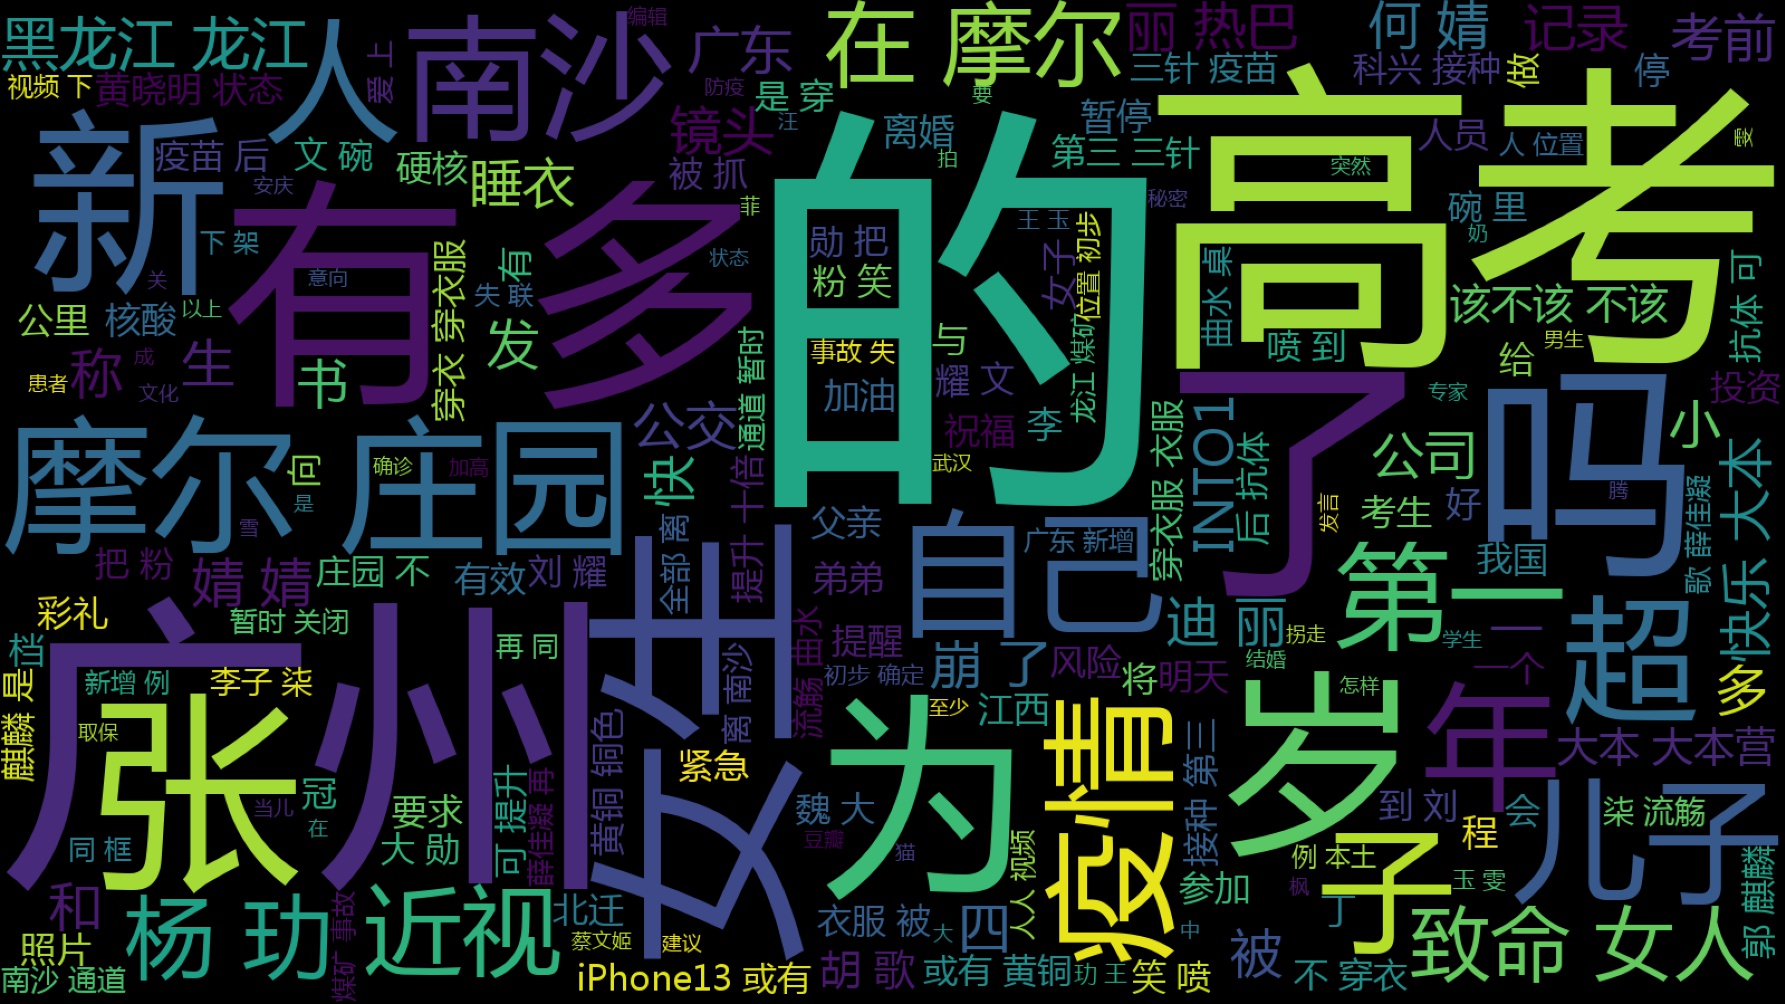 黑龙江 龙江
人
南沙
编辑
广东
在 摩尔
丽 热巴
何 婧
记录
考前
视频 下
黄晓明 状态
爱 上
防疫
是 穿
要
三针 疫苗
科兴 接种
做
停
新
疫苗 后
文 碗
硬核
睡衣
镜头
被 抓
汪
离婚
暂停
第三 三针
高考
人员
人 位置
雯
安庆
有
多
菲
的
拍
秘密
突然
碗 里
奶
下 架
关
意向
穿衣 穿衣服
失 联
有
状态
勋 把
粉 笑
王 玉
女子
位置 初步
曲水 桌
该不该 不该
抗体 可
公里
核酸
以上
发
通道 暂时
事故 失
与
龙江 煤矿
喷 到
给
男生
患者
称
成
文化
生
书
加油
耀 文
祝福
李
穿衣服 衣服
了
INTO1
后 抗体
专家
吗
投资
小
摩尔 庄园
向
是
雪
确诊
加高
公交
快
十倍
提升
武汉
发言
公司
考生
好
腾
大本
快乐
薛佳凝
歌
把 粉
婧 婧
庄园 不
有效
刘 耀
全部 离
父亲
弟弟
自己
广东 新增
第一
我国
彩礼
档
暂时 关闭
广州
再 同
女生
离 南沙
提醒
初步 确定
流觞 曲水
崩 了
风险
迪 丽
拐走
将
明天
学生
一个
二
超
多
麒麟 是
新增 例
李子 柒
取保
张
至少
江西
结婚
怎样
岁
年
大本 大本营
同 框
当儿
冠
在
要求
大 勋
可 提升
薛佳凝 再
黄铜 铜色
紧急
魏 大
豆瓣
猫
为
疫情
接种 第三
到 刘
程
会
儿子
柒 流觞
例 本土
子
玉 雯
郭 麒麟
和
照片
南沙 通道
杨 玏
煤矿 事故
近视
北迁
蔡文姬
建议
iPhone13 或有
衣服 被
大
四
胡 歌
或有 黄铜
人人 视频
玏 王
笑 喷
参加
中
被
枫
丁
不 穿衣
致命 女人